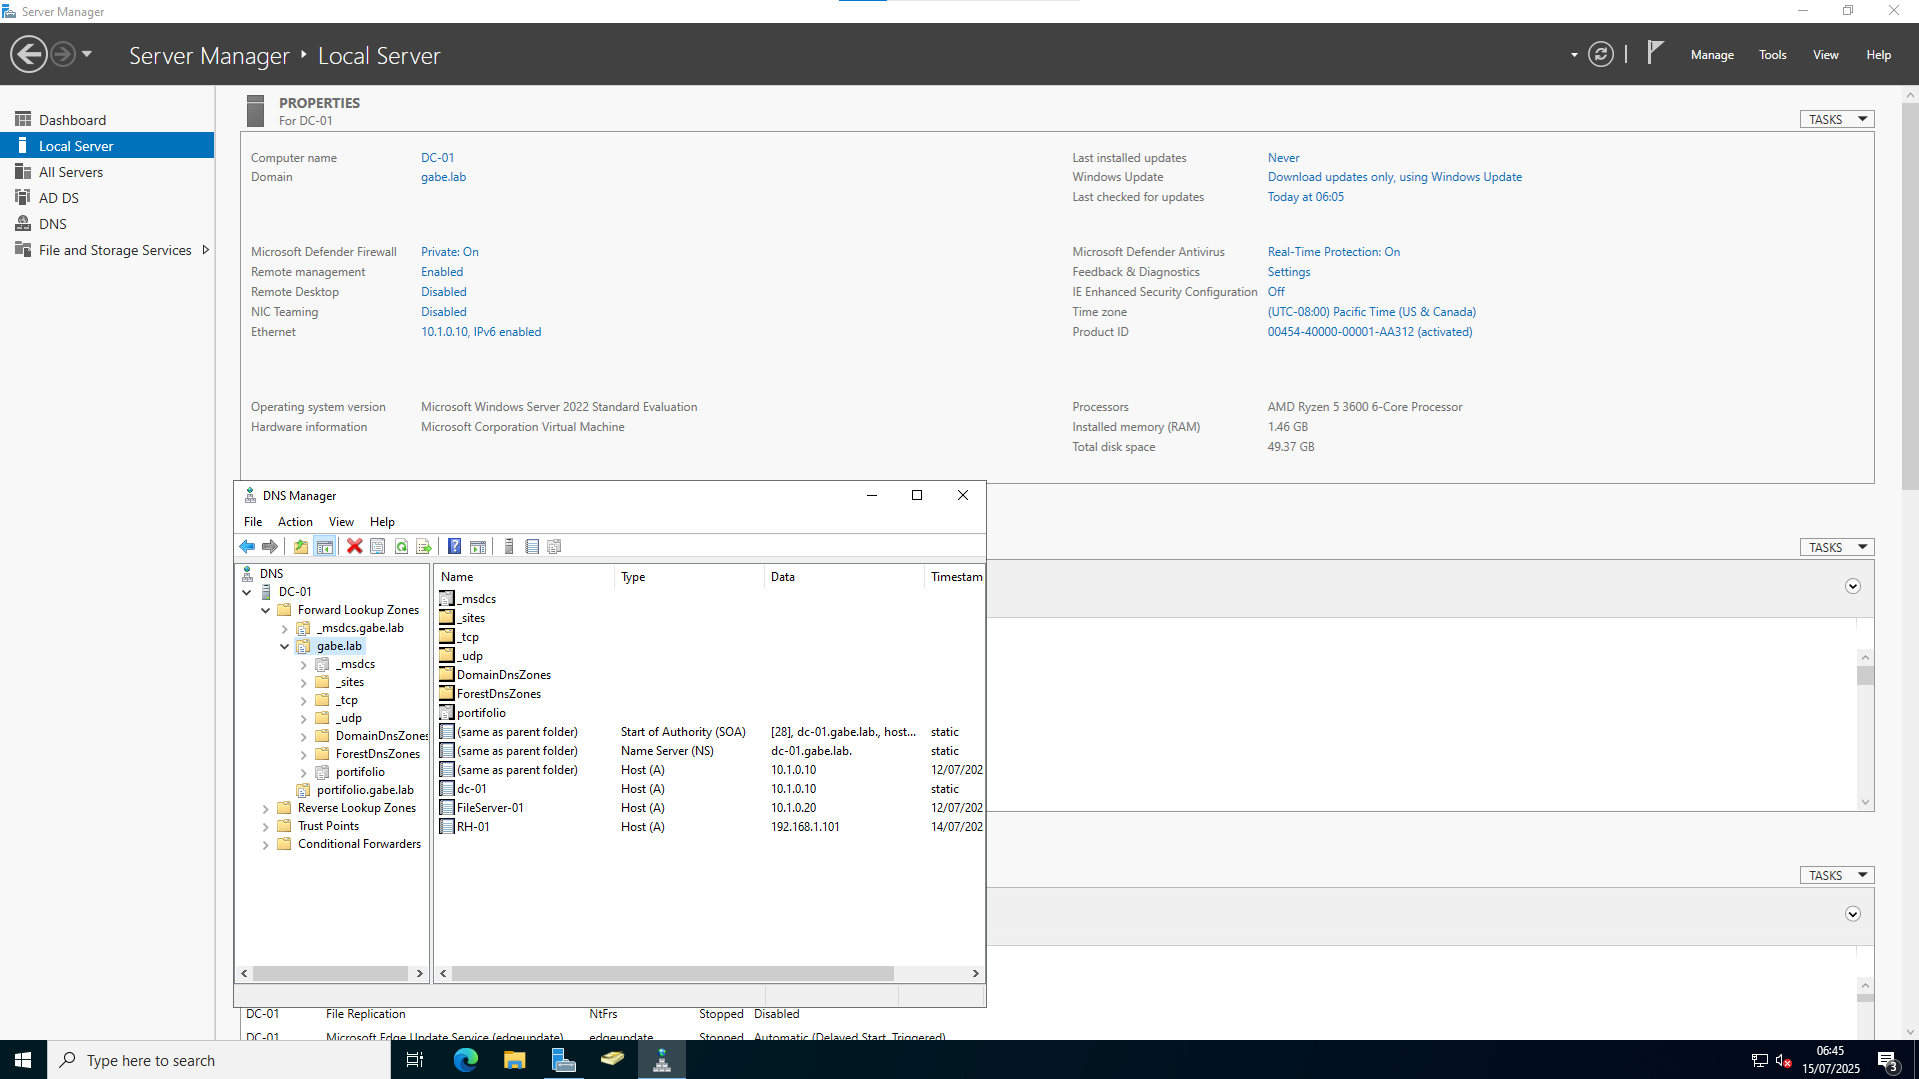 Server Manager
Server Manager ‣ Local Server
Manage Tools View Help
Dashboard
Local Server
All Servers
AD DS
DNS
File and Storage Services
PROPERTIES
For DC-01
TASKS
Computer name DC-01
Domain gabe.lab
Last installed updates Never
Windows Update Download updates only, using Windows Update
Last checked for updates Today at 06:05
Microsoft Defender Firewall Private: On
Remote management Enabled
Remote Desktop Disabled
NIC Teaming Disabled
Ethernet 10.1.0.10, IPv6 enabled
Microsoft Defender Antivirus Real-Time Protection: On
Feedback & Diagnostics Settings
IE Enhanced Security Configuration Off
Time zone (UTC-08:00) Pacific Time (US & Canada)
Product ID 00454-40000-00001-AA312 (activated)
Operating system version Microsoft Windows Server 2022 Standard Evaluation
Hardware information Microsoft Corporation Virtual Machine
Processors AMD Ryzen 5 3600 6-Core Processor
Installed memory (RAM) 1.46 GB
Total disk space 49.37 GB
DNS Manager
File Action View Help
DNS
DC-01
Forward Lookup Zones
_msdcs.gabe.lab
gabe.lab
_msdcs
_sites
_tcp
_udp
DomainDnsZones
ForestDnsZones
portifolio
portifolio.gabe.lab
Reverse Lookup Zones
Trust Points
Conditional Forwarders
Name Type Data Timestam
_msdcs
_sites
_tcp
_udp
DomainDnsZones
ForestDnsZones
portifolio
(same as parent folder) Start of Authority (SOA) [28], dc-01.gabe.lab., host... static
(same as parent folder) Name Server (NS) dc-01.gabe.lab. static
(same as parent folder) Host (A) 10.1.0.10 12/07/202
dc-01 Host (A) 10.1.0.10 static
FileServer-01 Host (A) 10.1.0.20 12/07/202
RH-01 Host (A) 192.168.1.101 14/07/202
TASKS
TASKS
DC-01 File Replication NtFrs Stopped Disabled
DC-01 Microsoft Edge Update Service (edgeupdate) edgeupdate Stopped Automatic (Delayed Start, Triggered)
Type here to search
06:45
15/07/2025
3